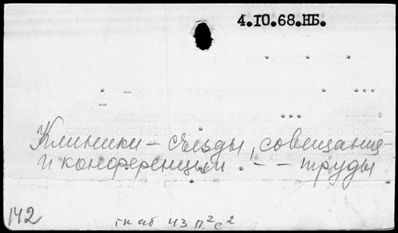 4.10.68.НБ.
Клиники – съезды, совещания
и конференции. – – труды
142